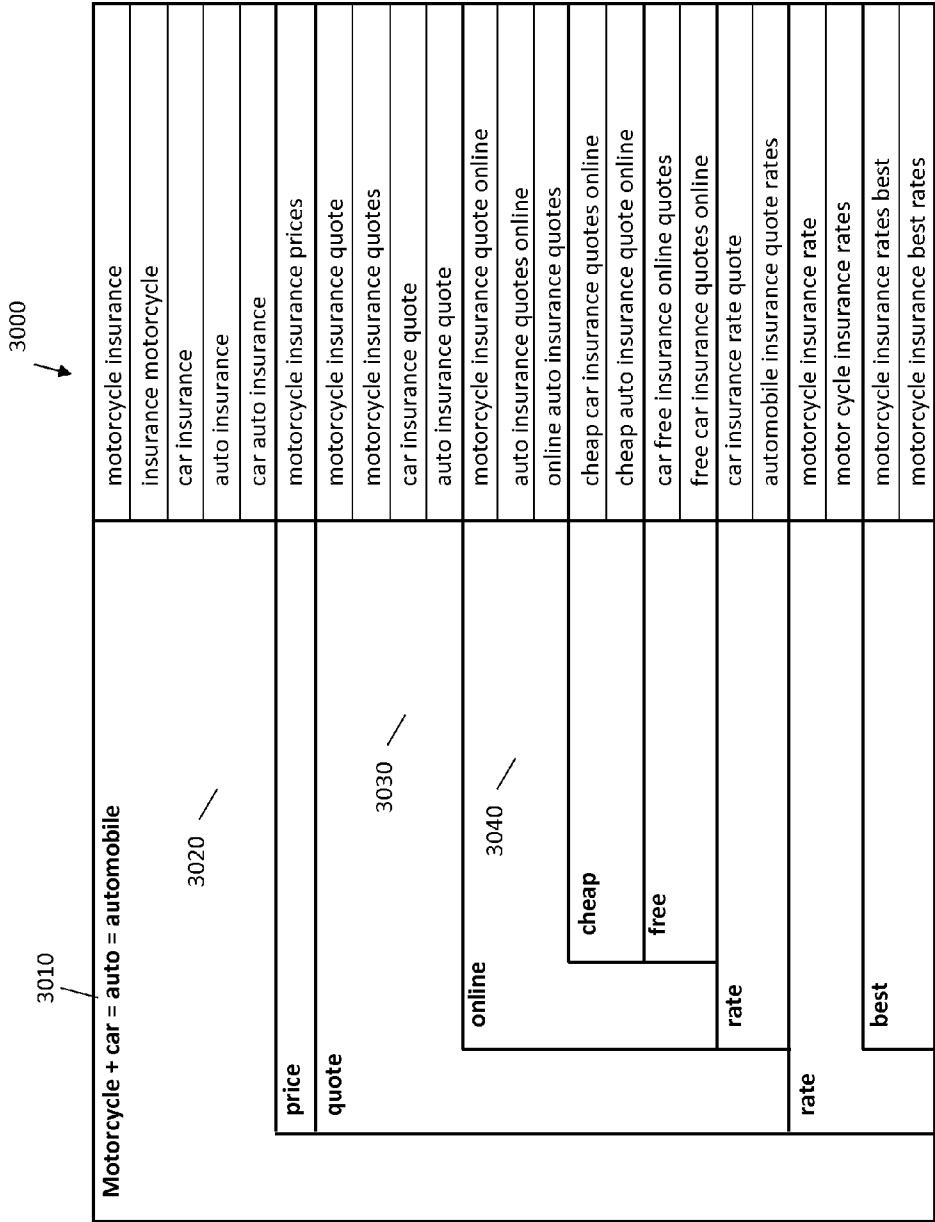 3000
3010
Motorcycle + car = auto = automobile
3020
motorcycle insurance
insurance motorcycle
car insurance
auto insurance
car auto insurance
price
motorcycle insurance prices
quote
3030
motorcycle insurance quote
motorcycle insurance quotes
car insurance quote
auto insurance quote
online
3040
motorcycle insurance quote online
auto insurance quotes online
online auto insurance quotes
cheap
cheap car insurance quotes online
cheap auto insurance quote online
free
car free insurance online quotes
free car insurance quotes online
rate
car insurance rate quote
automobile insurance quote rates
rate
motorcycle insurance rate
motor cycle insurance rates
best
motorcycle insurance rates best
motorcycle insurance best rates